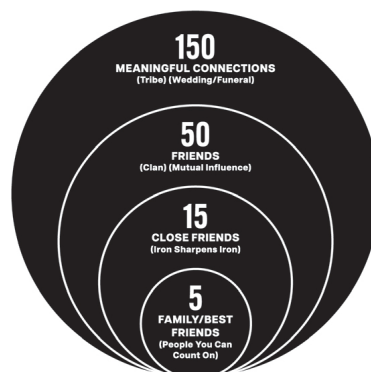 150
MEANINGFUL CONNECTIONS
(Tribe) (Wedding/Funeral)
50
FRIENDS
(Clan) (Mutual Influence)
15
CLOSE FRIENDS
(Iron Sharpens Iron)
5
FAMILY/BEST
FRIENDS
(People You Can
Count On)